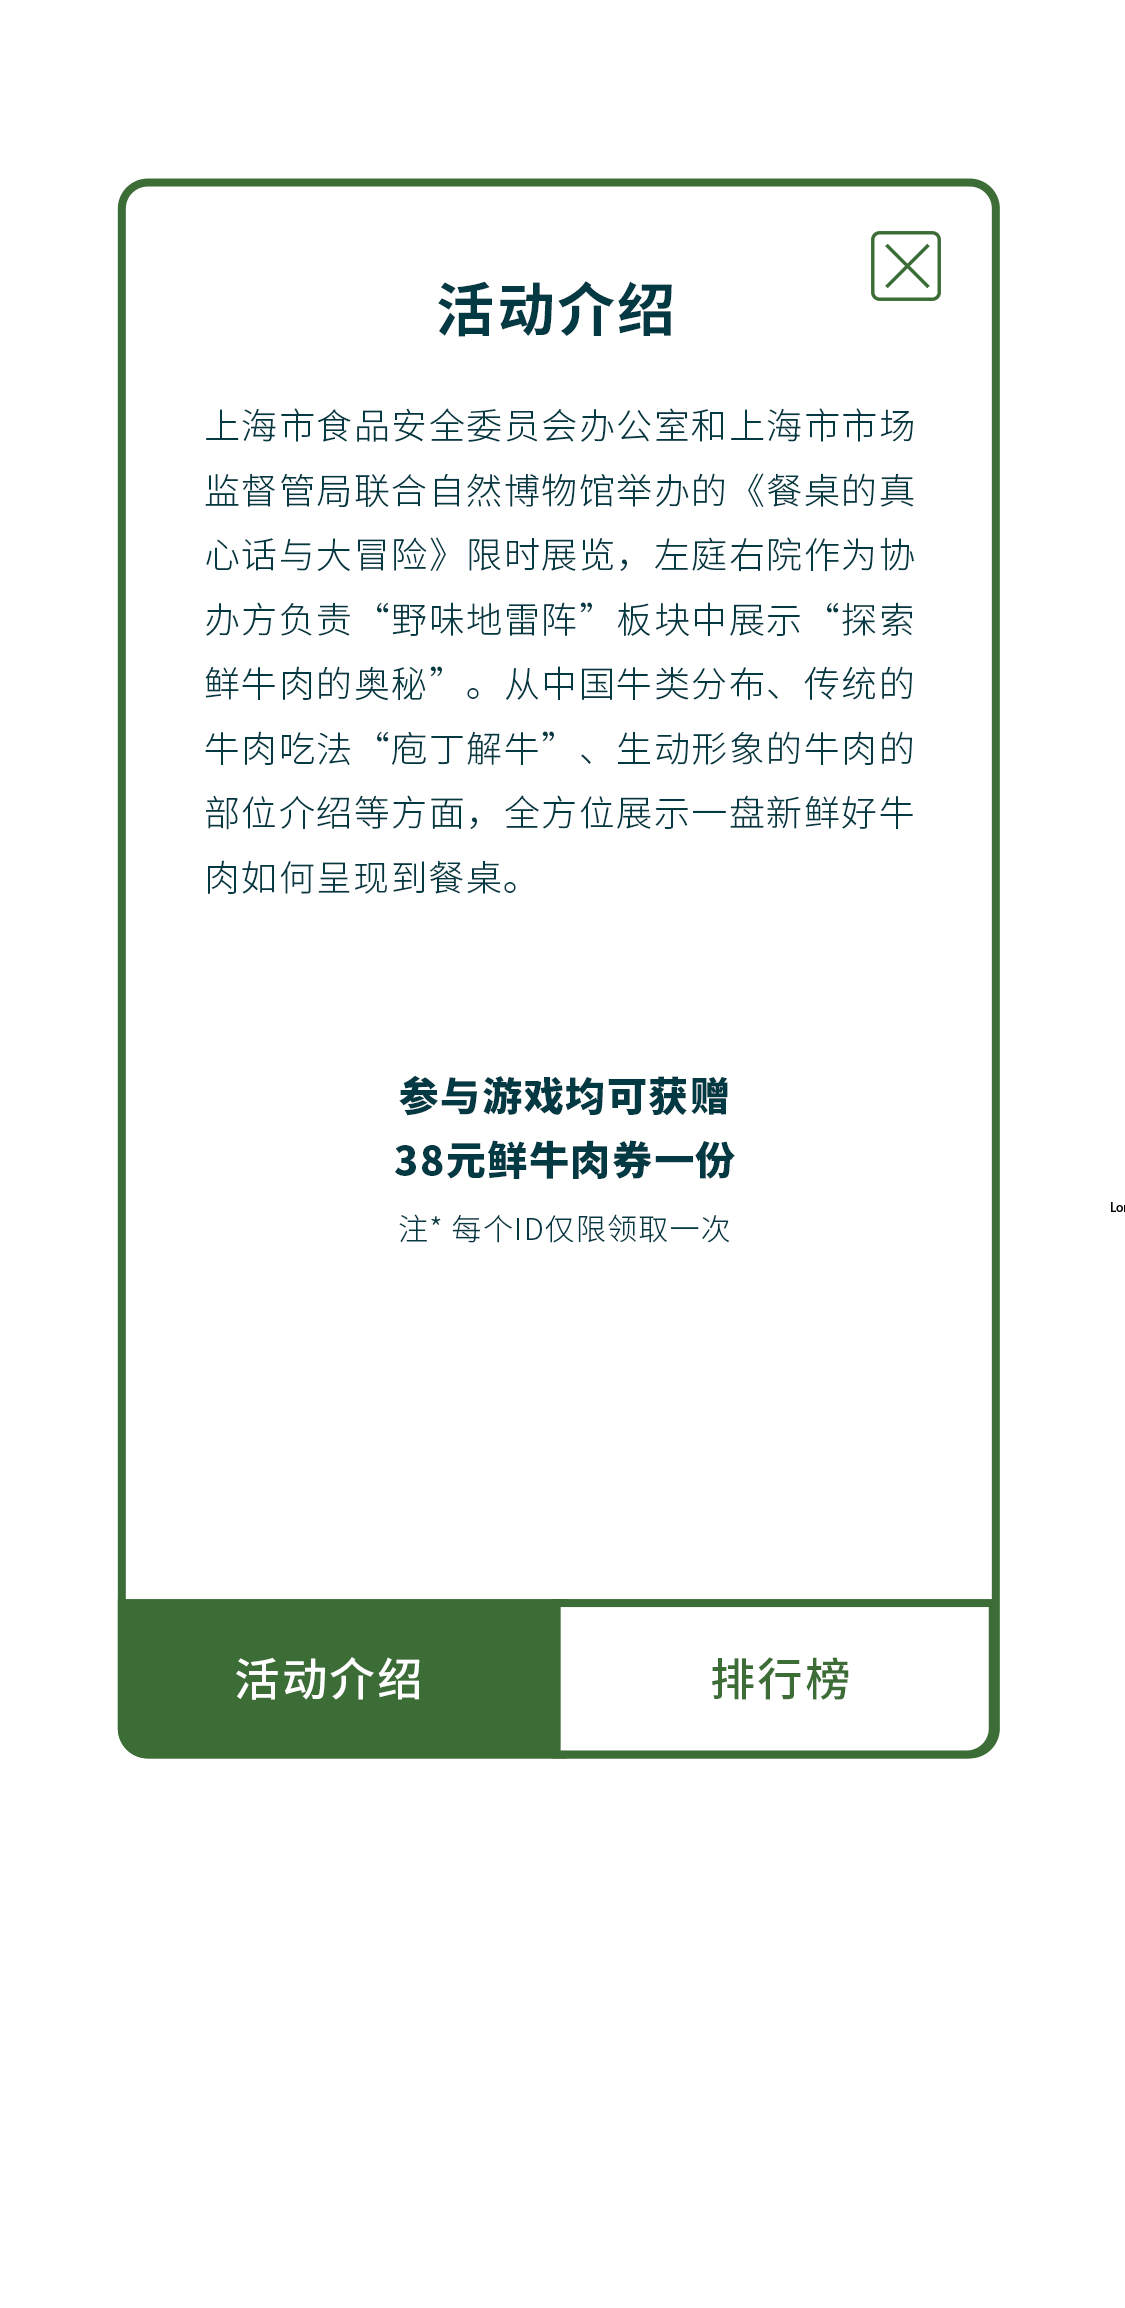 活动介绍
上海市食品安全委员会办公室和上海市市场
监督管局联合自然博物馆举办的《餐桌的真
心话与大冒险》限时展览，左庭右院作为协
办方负责“野味地雷阵”板块中展示“探索
鲜牛肉的奥秘”。从中国牛类分布、传统的
牛肉吃法“庖丁解牛”、生动形象的牛肉的
部位介绍等方面，全方位展示一盘新鲜好牛
肉如何呈现到餐桌。
参与游戏均可获赠
38元鲜牛肉券一份
注* 每个ID仅限领取一次
活动介绍
排行榜